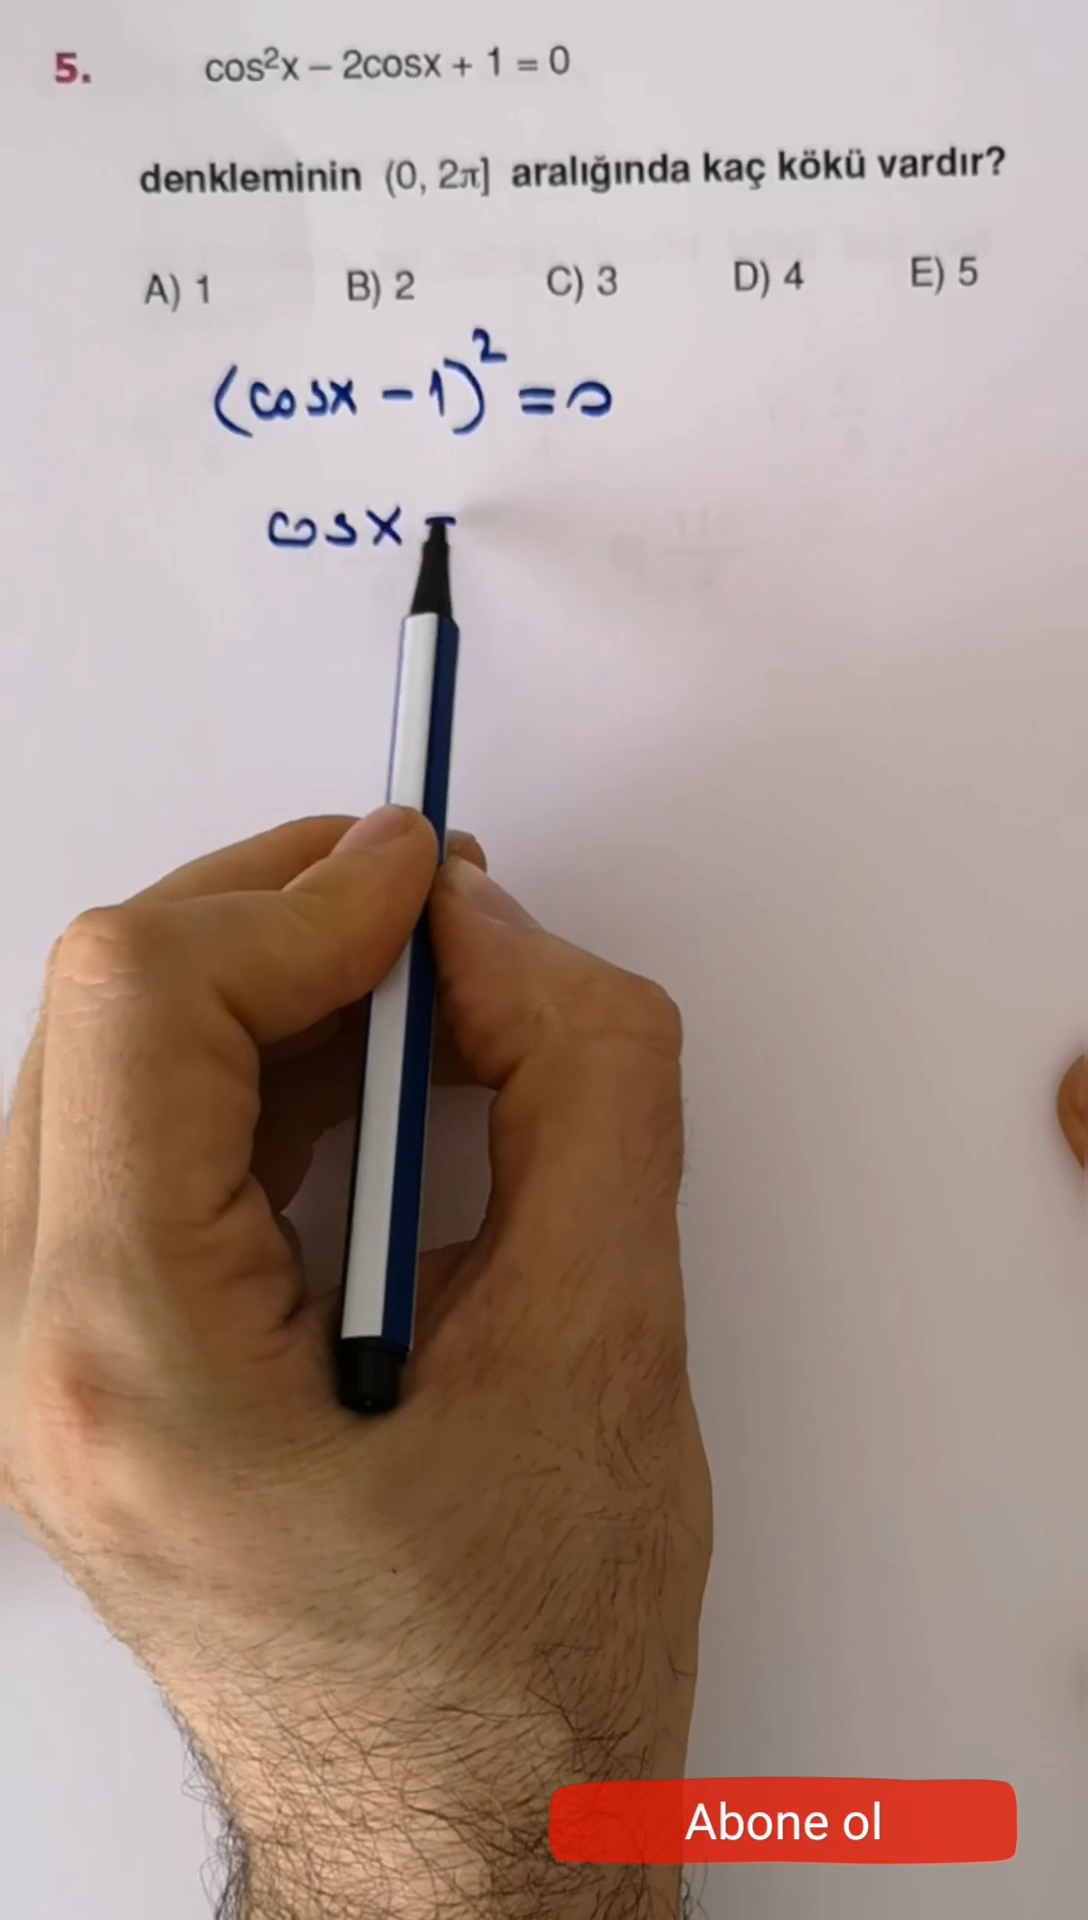 5. cos²x – 2cosx + 1 = 0
denkleminin (0, 2π] aralığında kaç kökü vardır?
A) 1 B) 2 C) 3 D) 4 E) 5
(cosx – 1)² = 0
cosx –
Abone ol